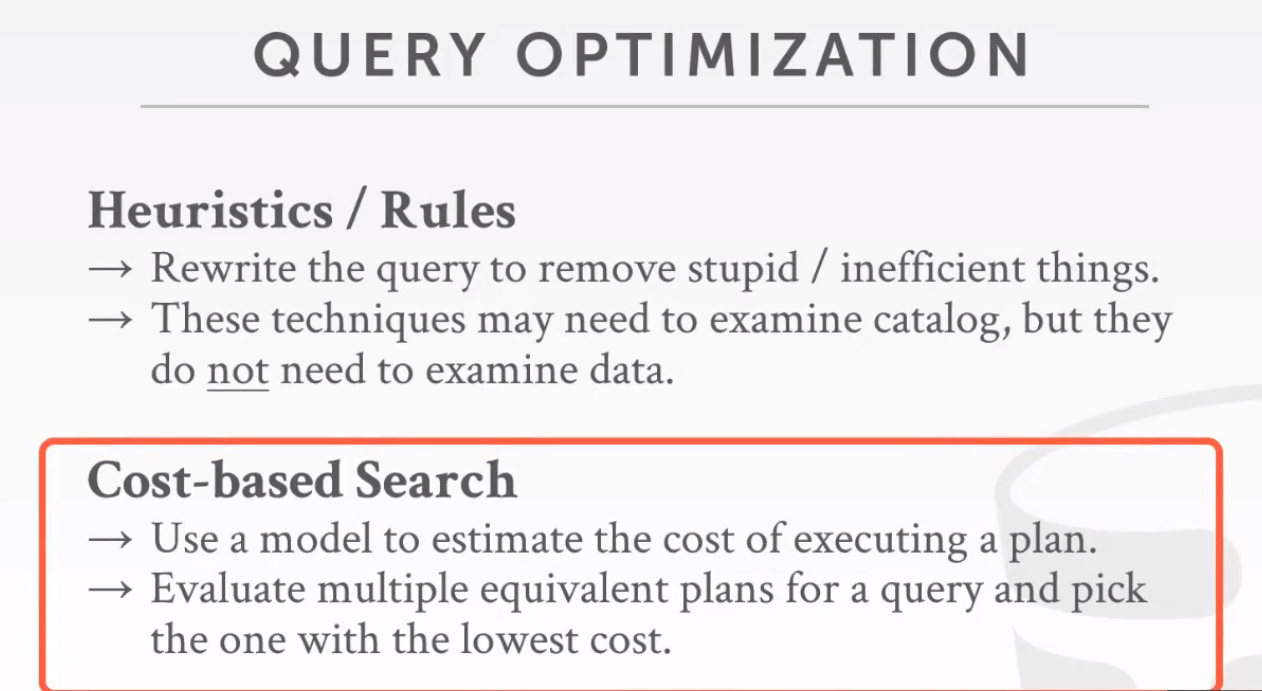 QUERY OPTIMIZATION
Heuristics / Rules
→ Rewrite the query to remove stupid / inefficient things.
→ These techniques may need to examine catalog, but they
do not need to examine data.
Cost-based Search
→ Use a model to estimate the cost of executing a plan.
→ Evaluate multiple equivalent plans for a query and pick
the one with the lowest cost.